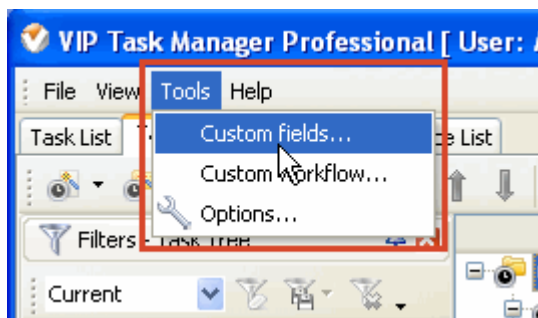 VIP Task Manager Professional [ User:
File View Tools Help
Task List
Custom fields...
e List
Custom Workflow...
Options...
Filters - Task Tree
Current